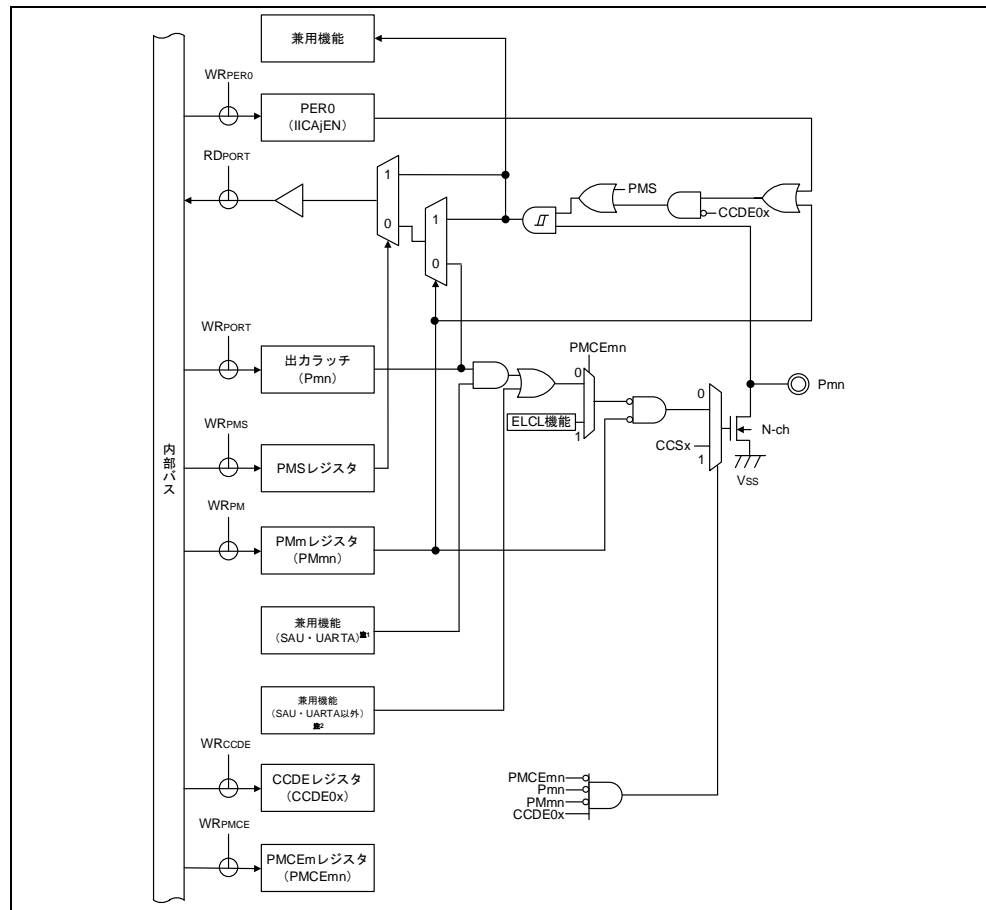 兼用機能
WRPER0
PER0
（IICAjEN）
RDPORT
1
0
1
0
PMS
CCDE0x
WRPORT
出力ラッチ
（Pmn）
PMCEmn
0
ELCL機能
1
0
CCSx
1
Pmn
N-ch
VSS
内部バス
WRPMS
PMSレジスタ
WRPM
PMmレジスタ
（PMmn）
兼用機能
（SAU・UARTA）注1
兼用機能
（SAU・UARTA以外）
注2
WRCCDE
CCDEレジスタ
（CCDE0x）
PMCEmn
Pmn
PMmn
CCDE0x
WRPMCE
PMCEmレジスタ
（PMCEmn）